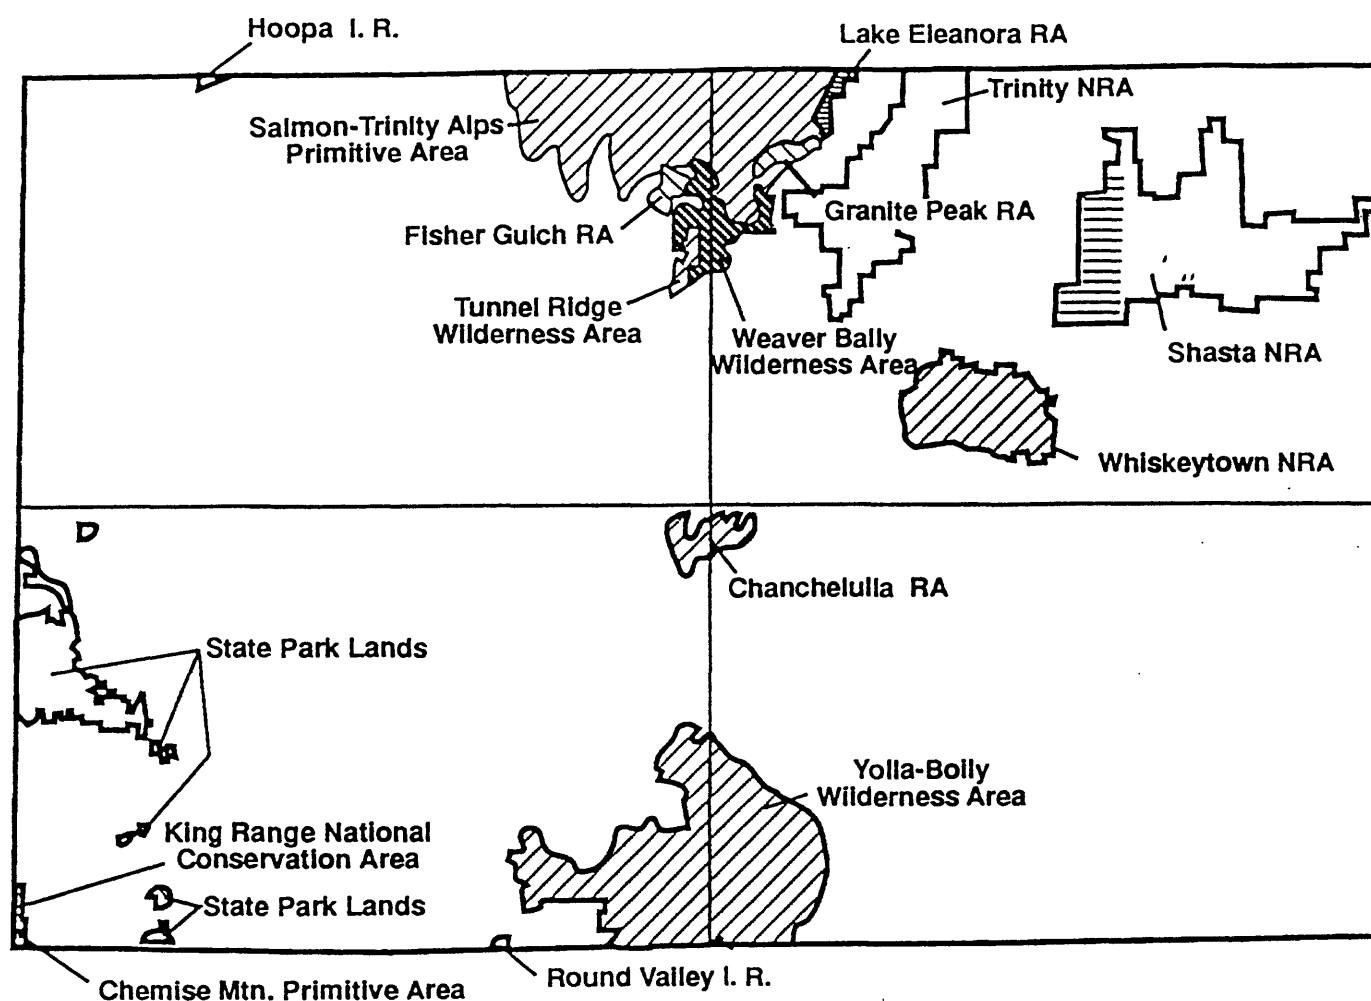 Hoopa I. R.
Lake Eleanora RA
Trinity NRA
Salmon-Trinity Alps
Primitive Area
Granite Peak RA
Fisher Gulch RA
Tunnel Ridge
Wilderness Area
Weaver Bally
Wilderness Area
Shasta NRA
Whiskeytown NRA
Chanchelulla RA
State Park Lands
Yolla-Bolly
Wilderness Area
King Range National
Conservation Area
State Park Lands
Round Valley I. R.
Chemise Mtn. Primitive Area